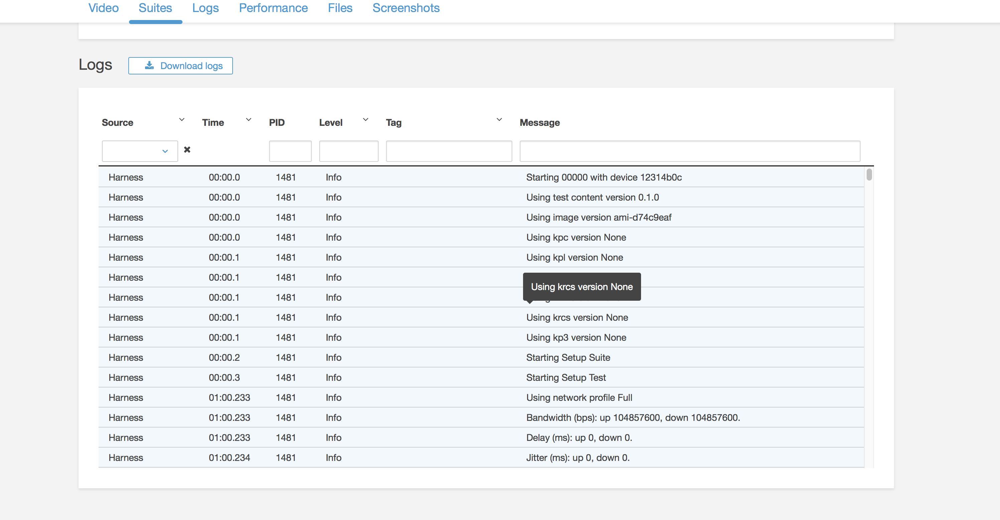 Video Suites Logs Performance Files Screenshots
Logs Download logs
Source Time PID Level Tag Message
Harness 00:00.0 1481 Info Starting 00000 with device 12314b0c
Harness 00:00.0 1481 Info Using test content version 0.1.0
Harness 00:00.0 1481 Info Using image version ami-d74c9eaf
Harness 00:00.0 1481 Info Using kpc version None
Harness 00:00.1 1481 Info Using kpl version None
Harness 00:00.1 1481 Info
Using krcs version None
Harness 00:00.1 1481 Info
Harness 00:00.1 1481 Info Using krcs version None
Harness 00:00.1 1481 Info Using kp3 version None
Harness 00:00.2 1481 Info Starting Setup Suite
Harness 00:00.3 1481 Info Starting Setup Test
Harness 01:00.233 1481 Info Using network profile Full
Harness 01:00.233 1481 Info Bandwidth (bps): up 104857600, down 104857600.
Harness 01:00.233 1481 Info Delay (ms): up 0, down 0.
Harness 01:00.234 1481 Info Jitter (ms): up 0, down 0.